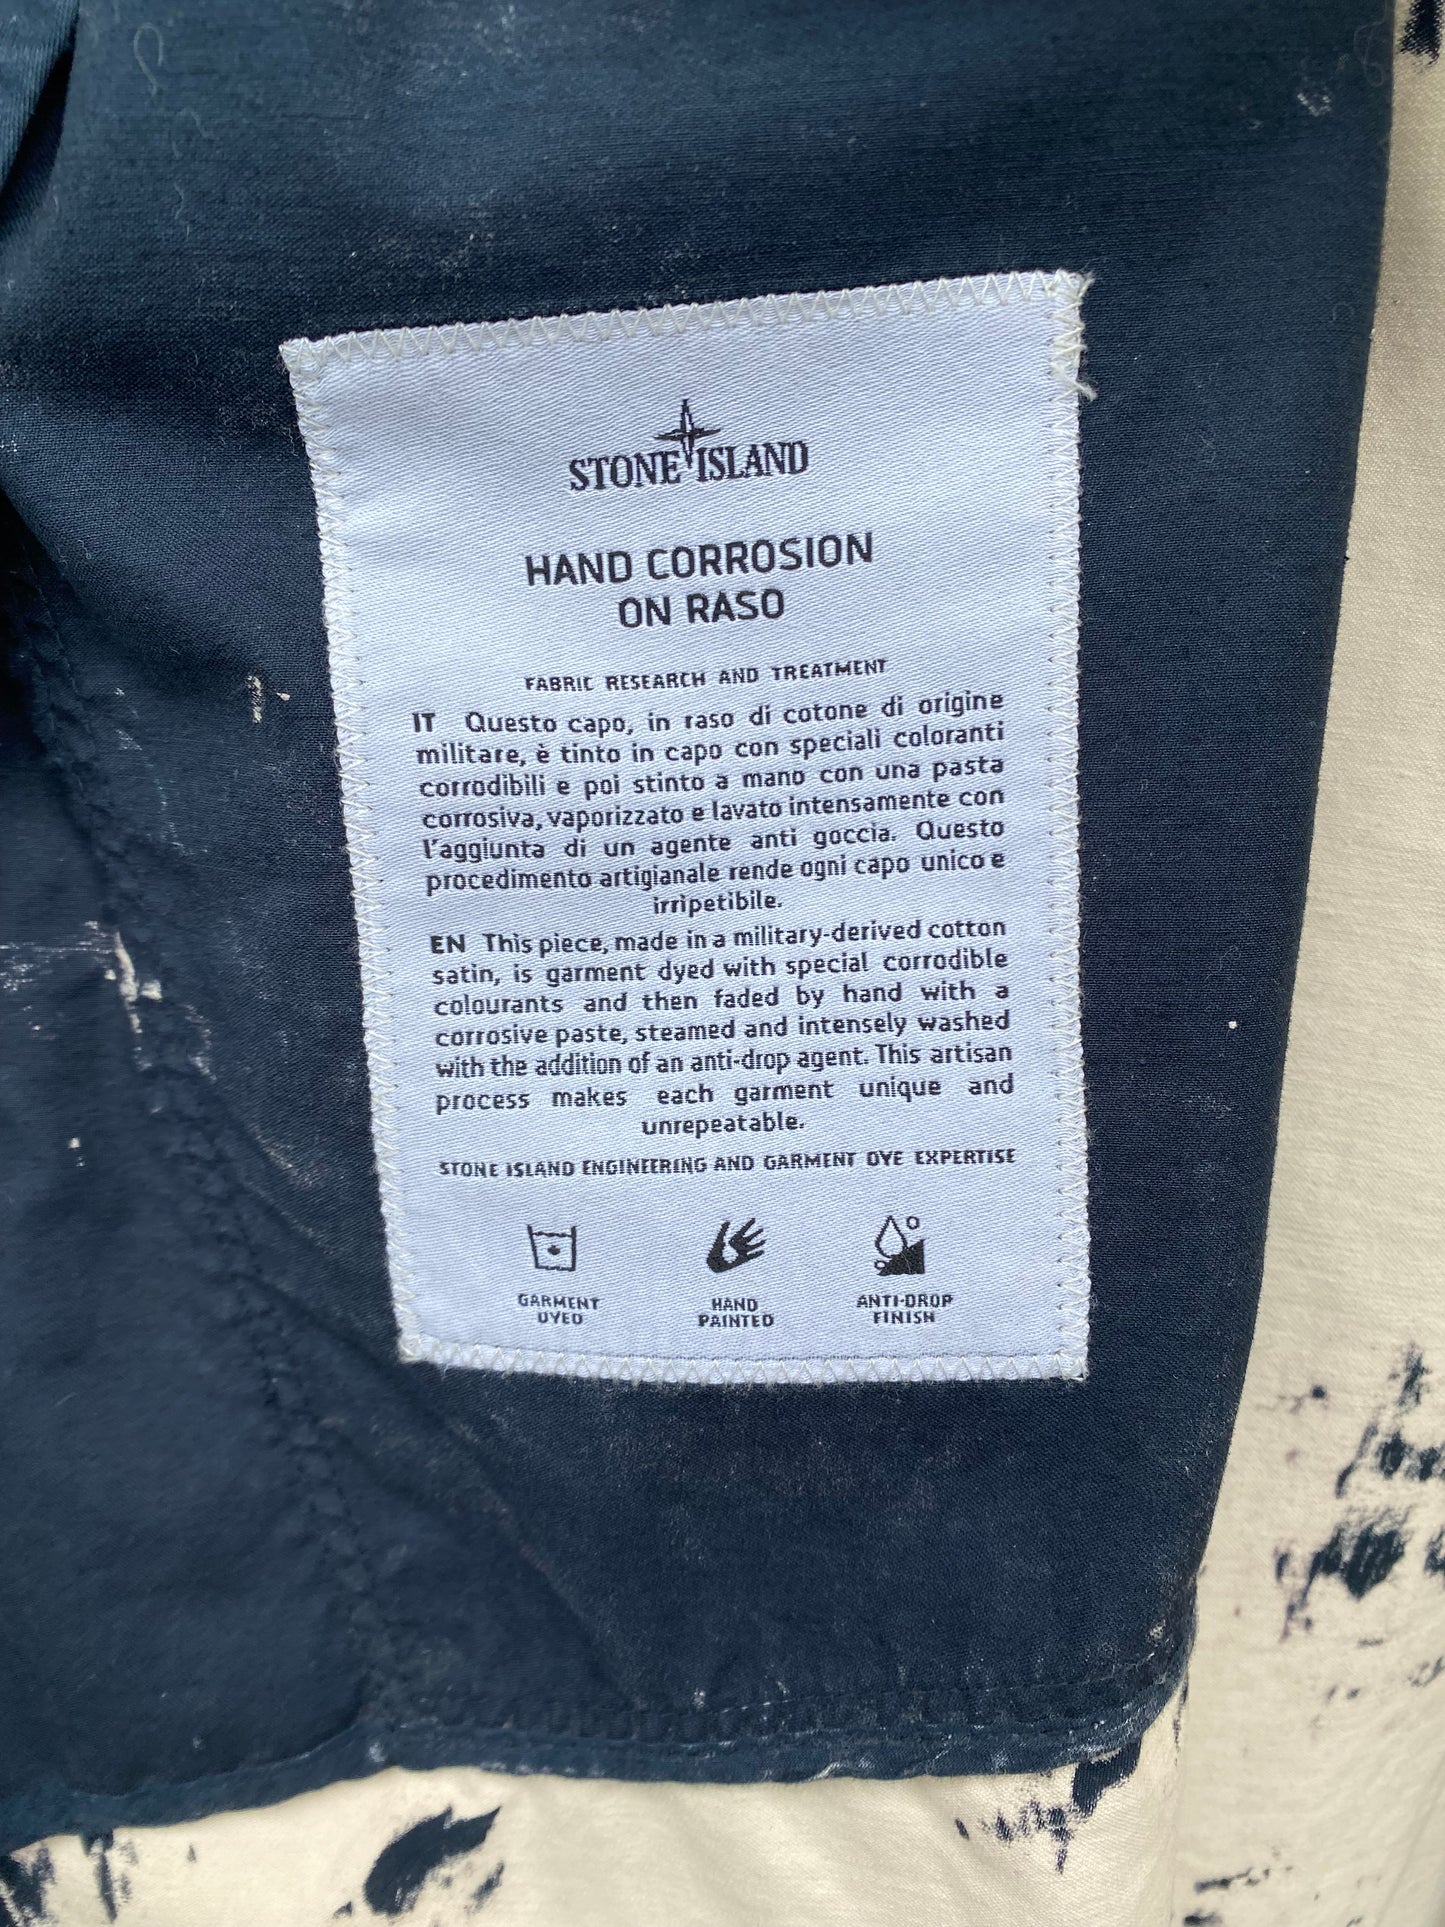 STONE ISLAND
HAND CORROSION
ON RASO
FABRIC RESEARCH AND TREATMENT
IT Questo capo, in raso di cotone di origine
militare, è tinto in capo con speciali coloranti
corrodibili e poi stinto a mano con una pasta
corrosiva, vaporizzato e lavato intensamente con
l'aggiunta di un agente anti goccia. Questo
procedimento artigianale rende ogni capo unico e
irripetibile.
EN This piece, made in a military-derived cotton
satin, is garment dyed with special corrodible
colourants and then faded by hand with a
corrosive paste, steamed and intensely washed
with the addition of an anti-drop agent. This artisan
process makes each garment unique and
unrepeatable.
STONE ISLAND ENGINEERING AND GARMENT DYE EXPERTISE
GARMENT HAND ANTI-DROP
DYED PAINTED FINISH